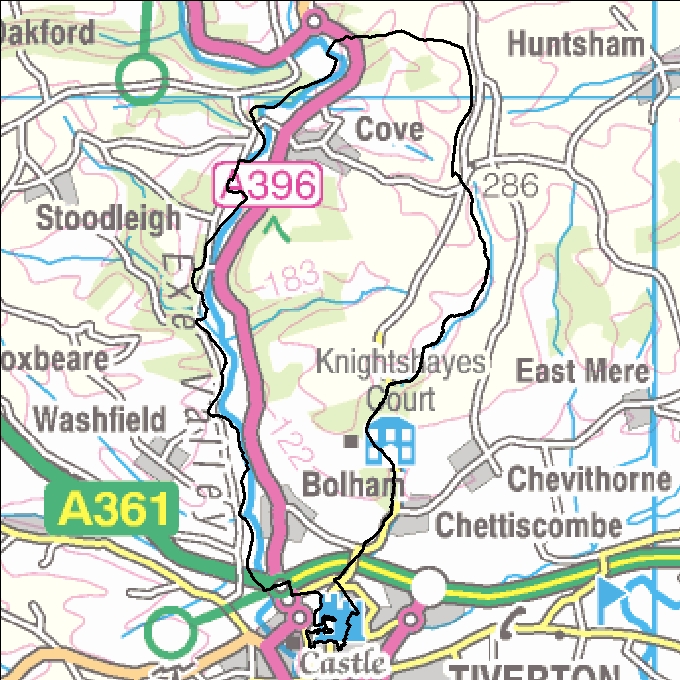 Oakford
Huntsham
Cove
A396
286
Stoodleigh
Exe Valley
183
oxbeare
Knightshayes
Court
East Mere
Washfield
122
Bolham
Chevithorne
A361
Chettiscombe
Castle
TIVERTON